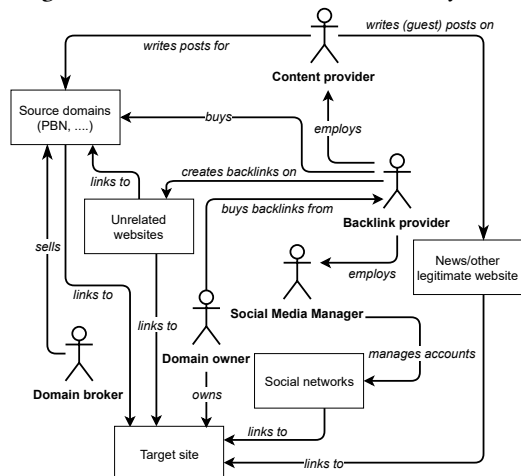 writes (guest) posts on
writes posts for
Content provider
Source domains
(PBN, ....)
buys
employs
links to
creates backlinks on
Unrelated
websites
buys backlinks from
Backlink provider
sells
News/other
legitimate website
employs
links to
links to
Social Media Manager
Domain owner
manages accounts
Domain broker
owns
Social networks
links to
Target site
links to